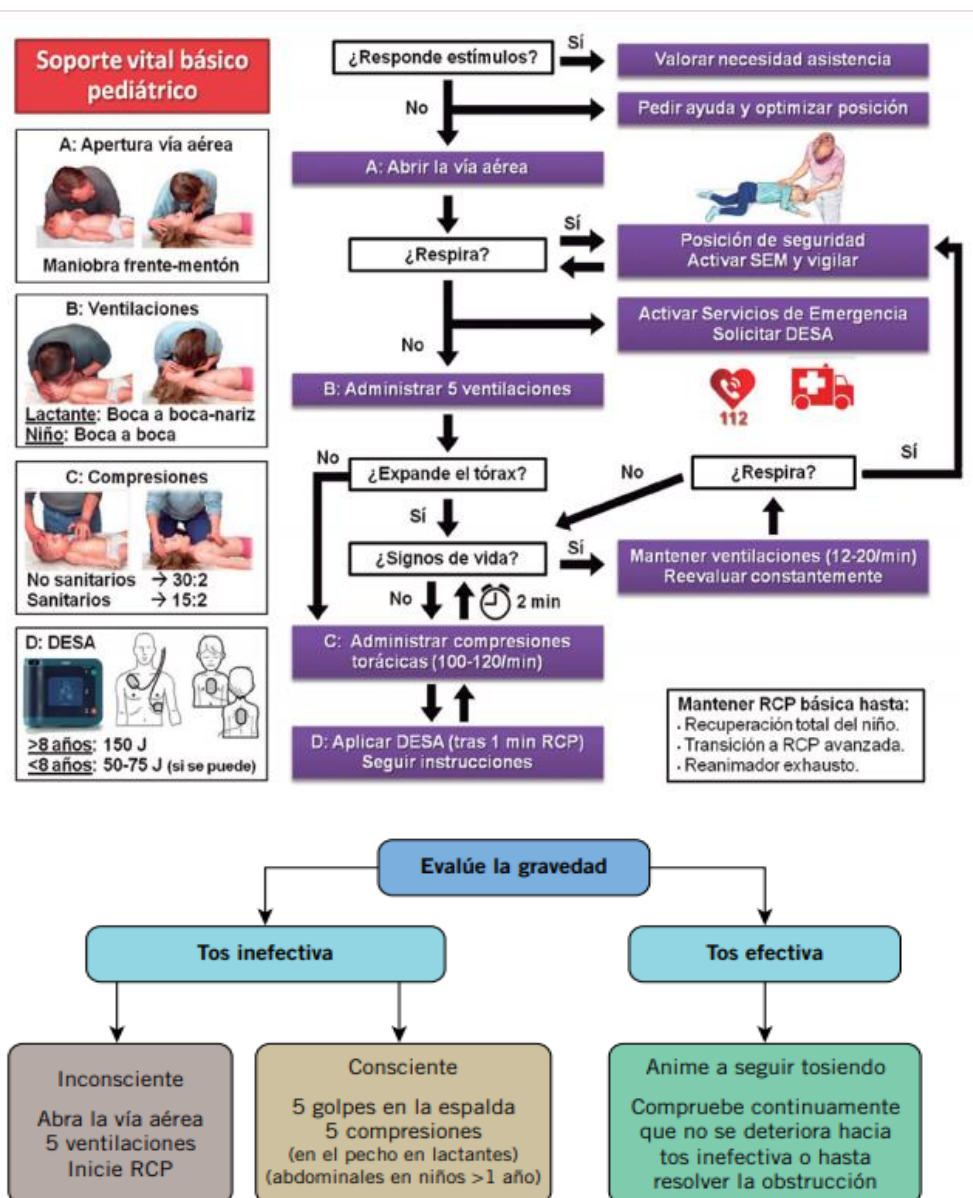 Soporte vital básico
pediátrico
A: Apertura vía aérea
Maniobra frente-mentón
B: Ventilaciones
Lactante: Boca a boca-nariz
Niño: Boca a boca
C: Compresiones
No sanitarios → 30:2
Sanitarios → 15:2
D: DESA
>8 años: 150 J
<8 años: 50-75 J (si se puede)
¿Responde estímulos?
Sí
Valorar necesidad asistencia
No
Pedir ayuda y optimizar posición
A: Abrir la vía aérea
¿Respira?
Sí
Posición de seguridad
Activar SEM y vigilar
No
Activar Servicios de Emergencia
Solicitar DESA
112
B: Administrar 5 ventilaciones
¿Expande el tórax?
No
Sí
¿Signos de vida?
Sí
Mantener ventilaciones (12-20/min)
Reevaluar constantemente
¿Respira?
No
Sí
No
2 min
C: Administrar compresiones
torácicas (100-120/min)
D: Aplicar DESA (tras 1 min RCP)
Seguir instrucciones
Mantener RCP básica hasta:
· Recuperación total del niño.
· Transición a RCP avanzada.
· Reanimador exhausto.
Evalúe la gravedad
Tos inefectiva
Tos efectiva
Inconsciente
Abra la vía aérea
5 ventilaciones
Inicie RCP
Consciente
5 golpes en la espalda
5 compresiones
(en el pecho en lactantes)
(abdominales en niños >1 año)
Anime a seguir tosiendo
Compruebe continuamente
que no se deteriora hacia
tos inefectiva o hasta
resolver la obstrucción